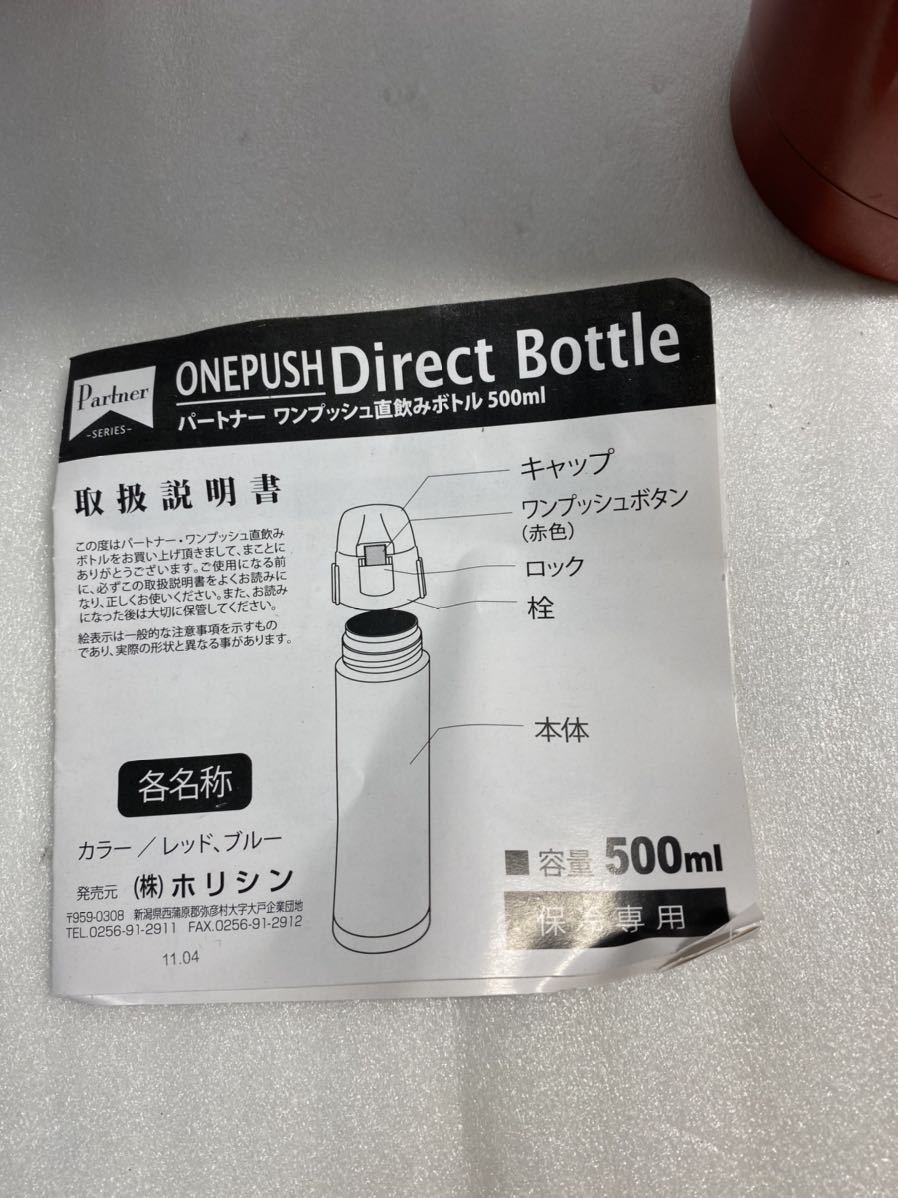 Partner
-SERIES-
ONEPUSH Direct Bottle
パートナー ワンプッシュ直飲みボトル 500ml
取扱説明書
この度はパートナー・ワンプッシュ直飲み
ボトルをお買い上げ頂きまして、まことに
ありがとうございます。ご使用になる前
に、必ずこの取扱説明書をよくお読みに
なり、正しくお使いください。また、お読み
になった後は大切に保管してください。
絵表示は一般的な注意事項を示すもの
であり、実際の形状と異なる事があります。
キャップ
ワンプッシュボタン
(赤色)
ロック
栓
本体
各名称
カラー／レッド、ブルー
発売元 (株)ホリシン
〒959-0308 新潟県西蒲原郡弥彦村大字大戸企業団地
TEL.0256-91-2911 FAX.0256-91-2912
11.04
■ 容量 500ml
保冷専用